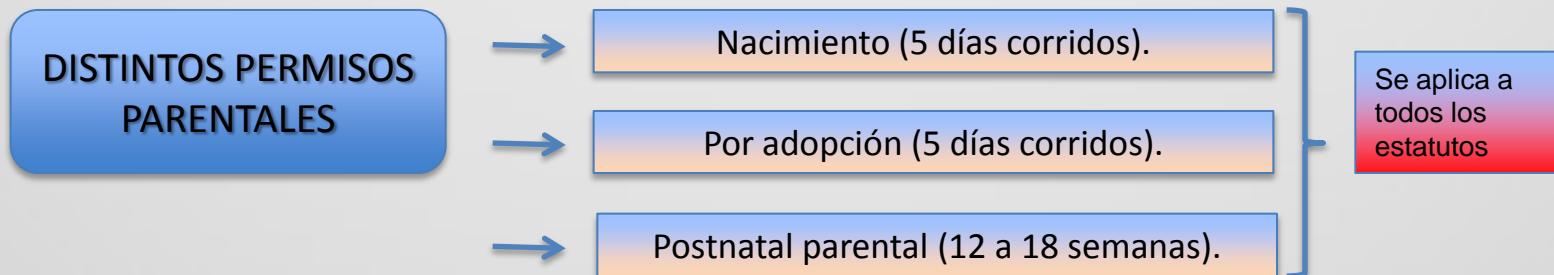 DISTINTOS PERMISOS
PARENTALES
Nacimiento (5 días corridos).
Por adopción (5 días corridos).
Postnatal parental (12 a 18 semanas).
Se aplica a
todos los
estatutos